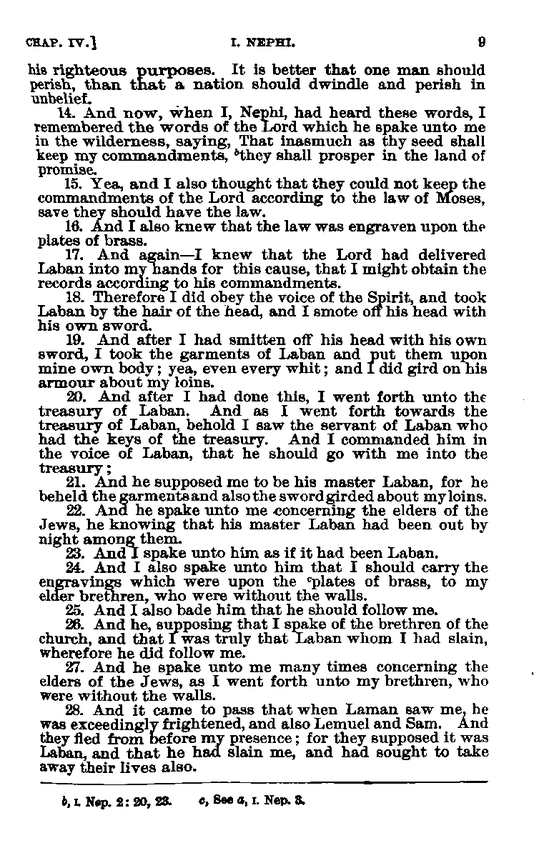 CHAP. IV.] I. NEPHI. 9
his righteous purposes. It is better that one man should
perish, than that a nation should dwindle and perish in
unbelief.
14. And now, when I, Nephi, had heard these words, I
remembered the words of the Lord which he spake unto me
in the wilderness, saying, That inasmuch as thy seed shall
keep my commandments, ᵇthey shall prosper in the land of
promise.
15. Yea, and I also thought that they could not keep the
commandments of the Lord according to the law of Moses,
save they should have the law.
16. And I also knew that the law was engraven upon the
plates of brass.
17. And again—I knew that the Lord had delivered
Laban into my hands for this cause, that I might obtain the
records according to his commandments.
18. Therefore I did obey the voice of the Spirit, and took
Laban by the hair of the head, and I smote off his head with
his own sword.
19. And after I had smitten off his head with his own
sword, I took the garments of Laban and put them upon
mine own body; yea, even every whit; and I did gird on his
armour about my loins.
20. And after I had done this, I went forth unto the
treasury of Laban. And as I went forth towards the
treasury of Laban, behold I saw the servant of Laban who
had the keys of the treasury. And I commanded him in
the voice of Laban, that he should go with me into the
treasury;
21. And he supposed me to be his master Laban, for he
beheld the garments and also the sword girded about my loins.
22. And he spake unto me concerning the elders of the
Jews, he knowing that his master Laban had been out by
night among them.
23. And I spake unto him as if it had been Laban.
24. And I also spake unto him that I should carry the
engravings which were upon the ᶜplates of brass, to my
elder brethren, who were without the walls.
25. And I also bade him that he should follow me.
26. And he, supposing that I spake of the brethren of the
church, and that I was truly that Laban whom I had slain,
wherefore he did follow me.
27. And he spake unto me many times concerning the
elders of the Jews, as I went forth unto my brethren, who
were without the walls.
28. And it came to pass that when Laman saw me, he
was exceedingly frightened, and also Lemuel and Sam. And
they fled from before my presence; for they supposed it was
Laban, and that he had slain me, and had sought to take
away their lives also.
b, I. Nep. 2: 20, 23. c, See a, I. Nep. 3.